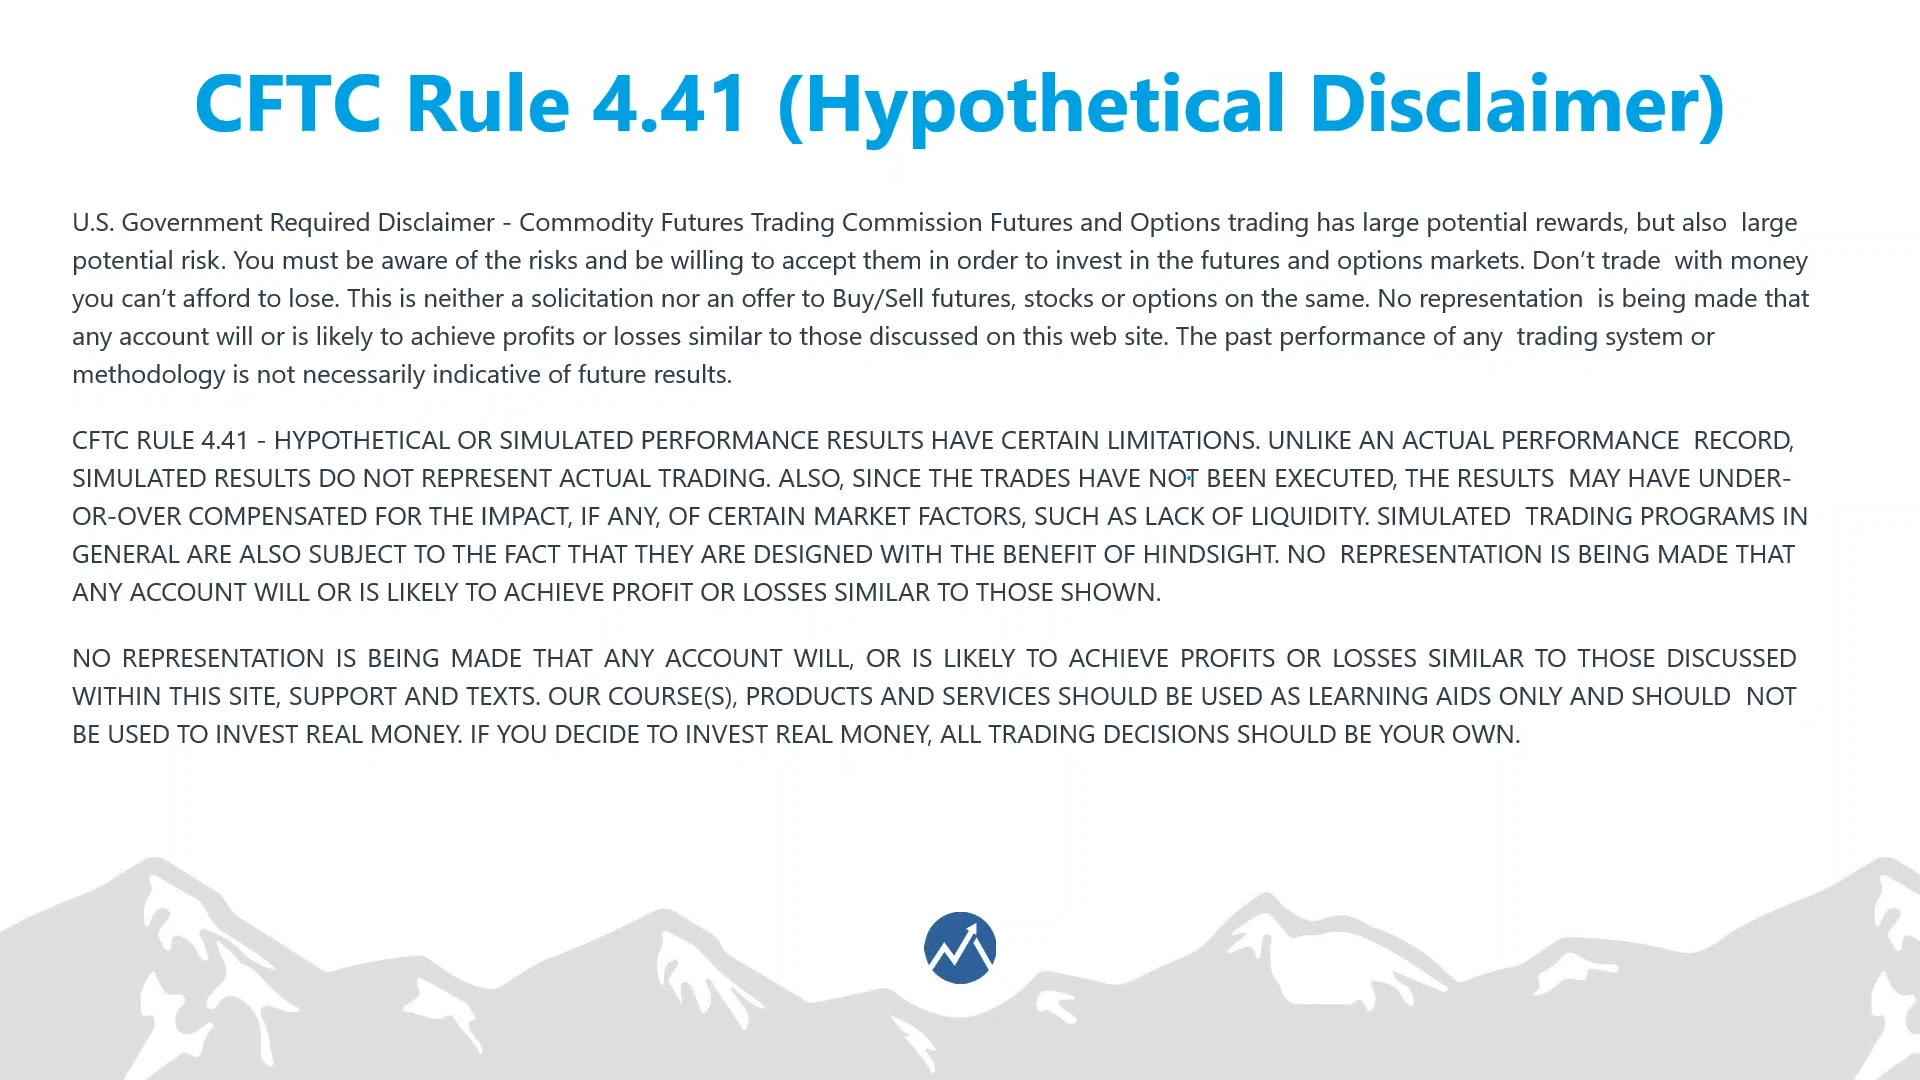 CFTC Rule 4.41 (Hypothetical Disclaimer)
U.S. Government Required Disclaimer - Commodity Futures Trading Commission Futures and Options trading has large potential rewards, but also  large
potential risk. You must be aware of the risks and be willing to accept them in order to invest in the futures and options markets. Don’t trade  with money
you can’t afford to lose. This is neither a solicitation nor an offer to Buy/Sell futures, stocks or options on the same. No representation  is being made that
any account will or is likely to achieve profits or losses similar to those discussed on this web site. The past performance of any  trading system or
methodology is not necessarily indicative of future results.
CFTC RULE 4.41 - HYPOTHETICAL OR SIMULATED PERFORMANCE RESULTS HAVE CERTAIN LIMITATIONS. UNLIKE AN ACTUAL PERFORMANCE  RECORD,
SIMULATED RESULTS DO NOT REPRESENT ACTUAL TRADING. ALSO, SINCE THE TRADES HAVE NOT BEEN EXECUTED, THE RESULTS  MAY HAVE UNDER-
OR-OVER COMPENSATED FOR THE IMPACT, IF ANY, OF CERTAIN MARKET FACTORS, SUCH AS LACK OF LIQUIDITY. SIMULATED  TRADING PROGRAMS IN
GENERAL ARE ALSO SUBJECT TO THE FACT THAT THEY ARE DESIGNED WITH THE BENEFIT OF HINDSIGHT. NO  REPRESENTATION IS BEING MADE THAT
ANY ACCOUNT WILL OR IS LIKELY TO ACHIEVE PROFIT OR LOSSES SIMILAR TO THOSE SHOWN.
NO REPRESENTATION IS BEING MADE THAT ANY ACCOUNT WILL, OR IS LIKELY TO ACHIEVE PROFITS OR LOSSES SIMILAR TO THOSE DISCUSSED
WITHIN THIS SITE, SUPPORT AND TEXTS. OUR COURSE(S), PRODUCTS AND SERVICES SHOULD BE USED AS LEARNING AIDS ONLY AND SHOULD  NOT
BE USED TO INVEST REAL MONEY. IF YOU DECIDE TO INVEST REAL MONEY, ALL TRADING DECISIONS SHOULD BE YOUR OWN.